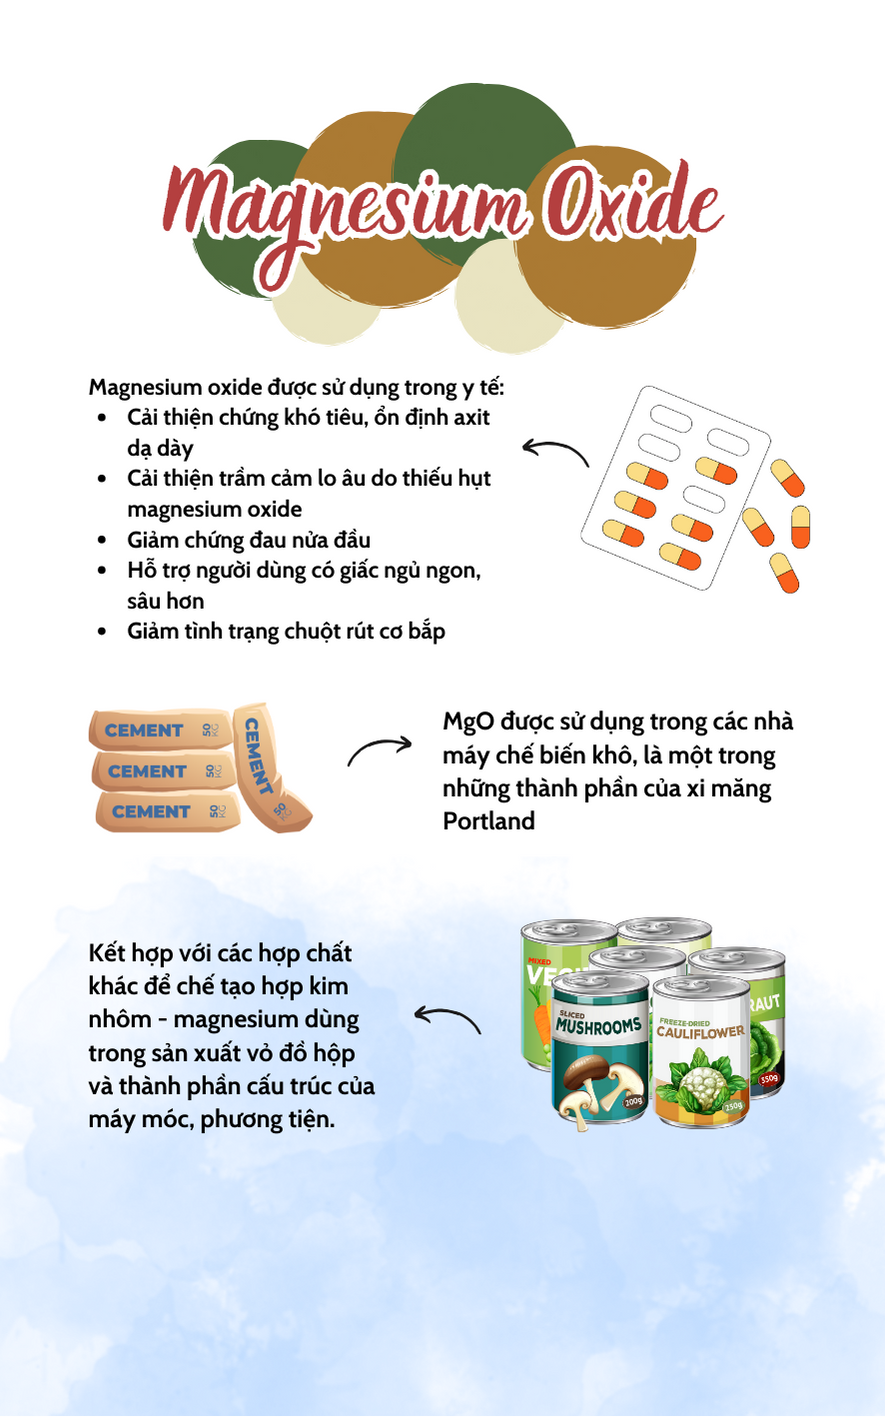 Magnesium Oxide
Magnesium oxide được sử dụng trong y tế:
• Cải thiện chứng khó tiêu, ổn định axit
dạ dày
• Cải thiện trầm cảm lo âu do thiếu hụt
magnesium oxide
• Giảm chứng đau nửa đầu
• Hỗ trợ người dùng có giấc ngủ ngon,
sâu hơn
• Giảm tình trạng chuột rút cơ bắp
CEMENT 50 KG
CEMENT 50 KG
CEMENT 50 KG
CEMENT 50 KG
MgO được sử dụng trong các nhà
máy chế biến khô, là một trong
những thành phần của xi măng
Portland
Kết hợp với các hợp chất
khác để chế tạo hợp kim
nhôm - magnesium dùng
trong sản xuất vỏ đồ hộp
và thành phần cấu trúc của
máy móc, phương tiện.
MIXED
SLICED
MUSHROOMS
200g
FREEZE-DRIED
CAULIFLOWER
250g
350g